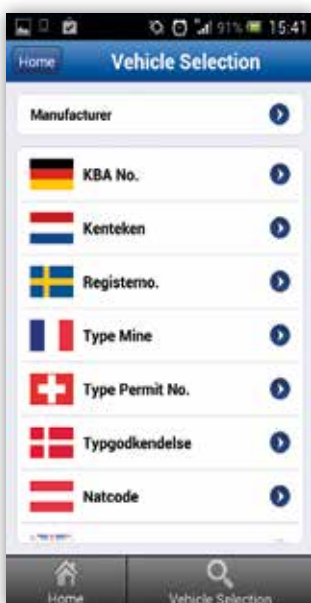 91% 15:41
Home Vehicle Selection
Manufacturer
KBA No.
Kenteken
Registerno.
Type Mine
Type Permit No.
Typgodkendelse
Natcode
Home Vehicle Selection